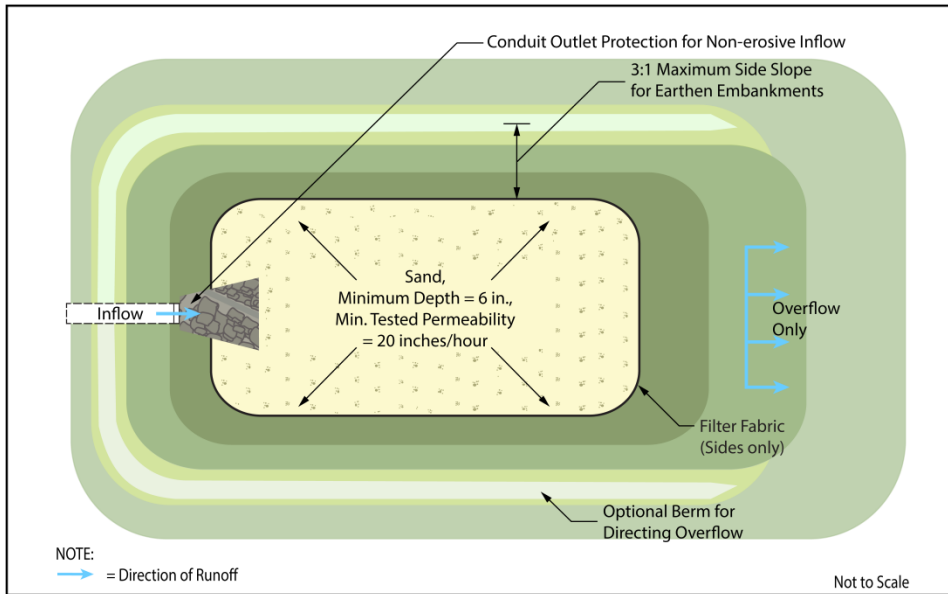 Conduit Outlet Protection for Non-erosive Inflow
3:1 Maximum Side Slope
for Earthen Embankments
Sand,
Minimum Depth = 6 in.,
Min. Tested Permeability
= 20 inches/hour
Inflow
Overflow
Only
Filter Fabric
(Sides only)
Optional Berm for
Directing Overflow
NOTE:
= Direction of Runoff
Not to Scale